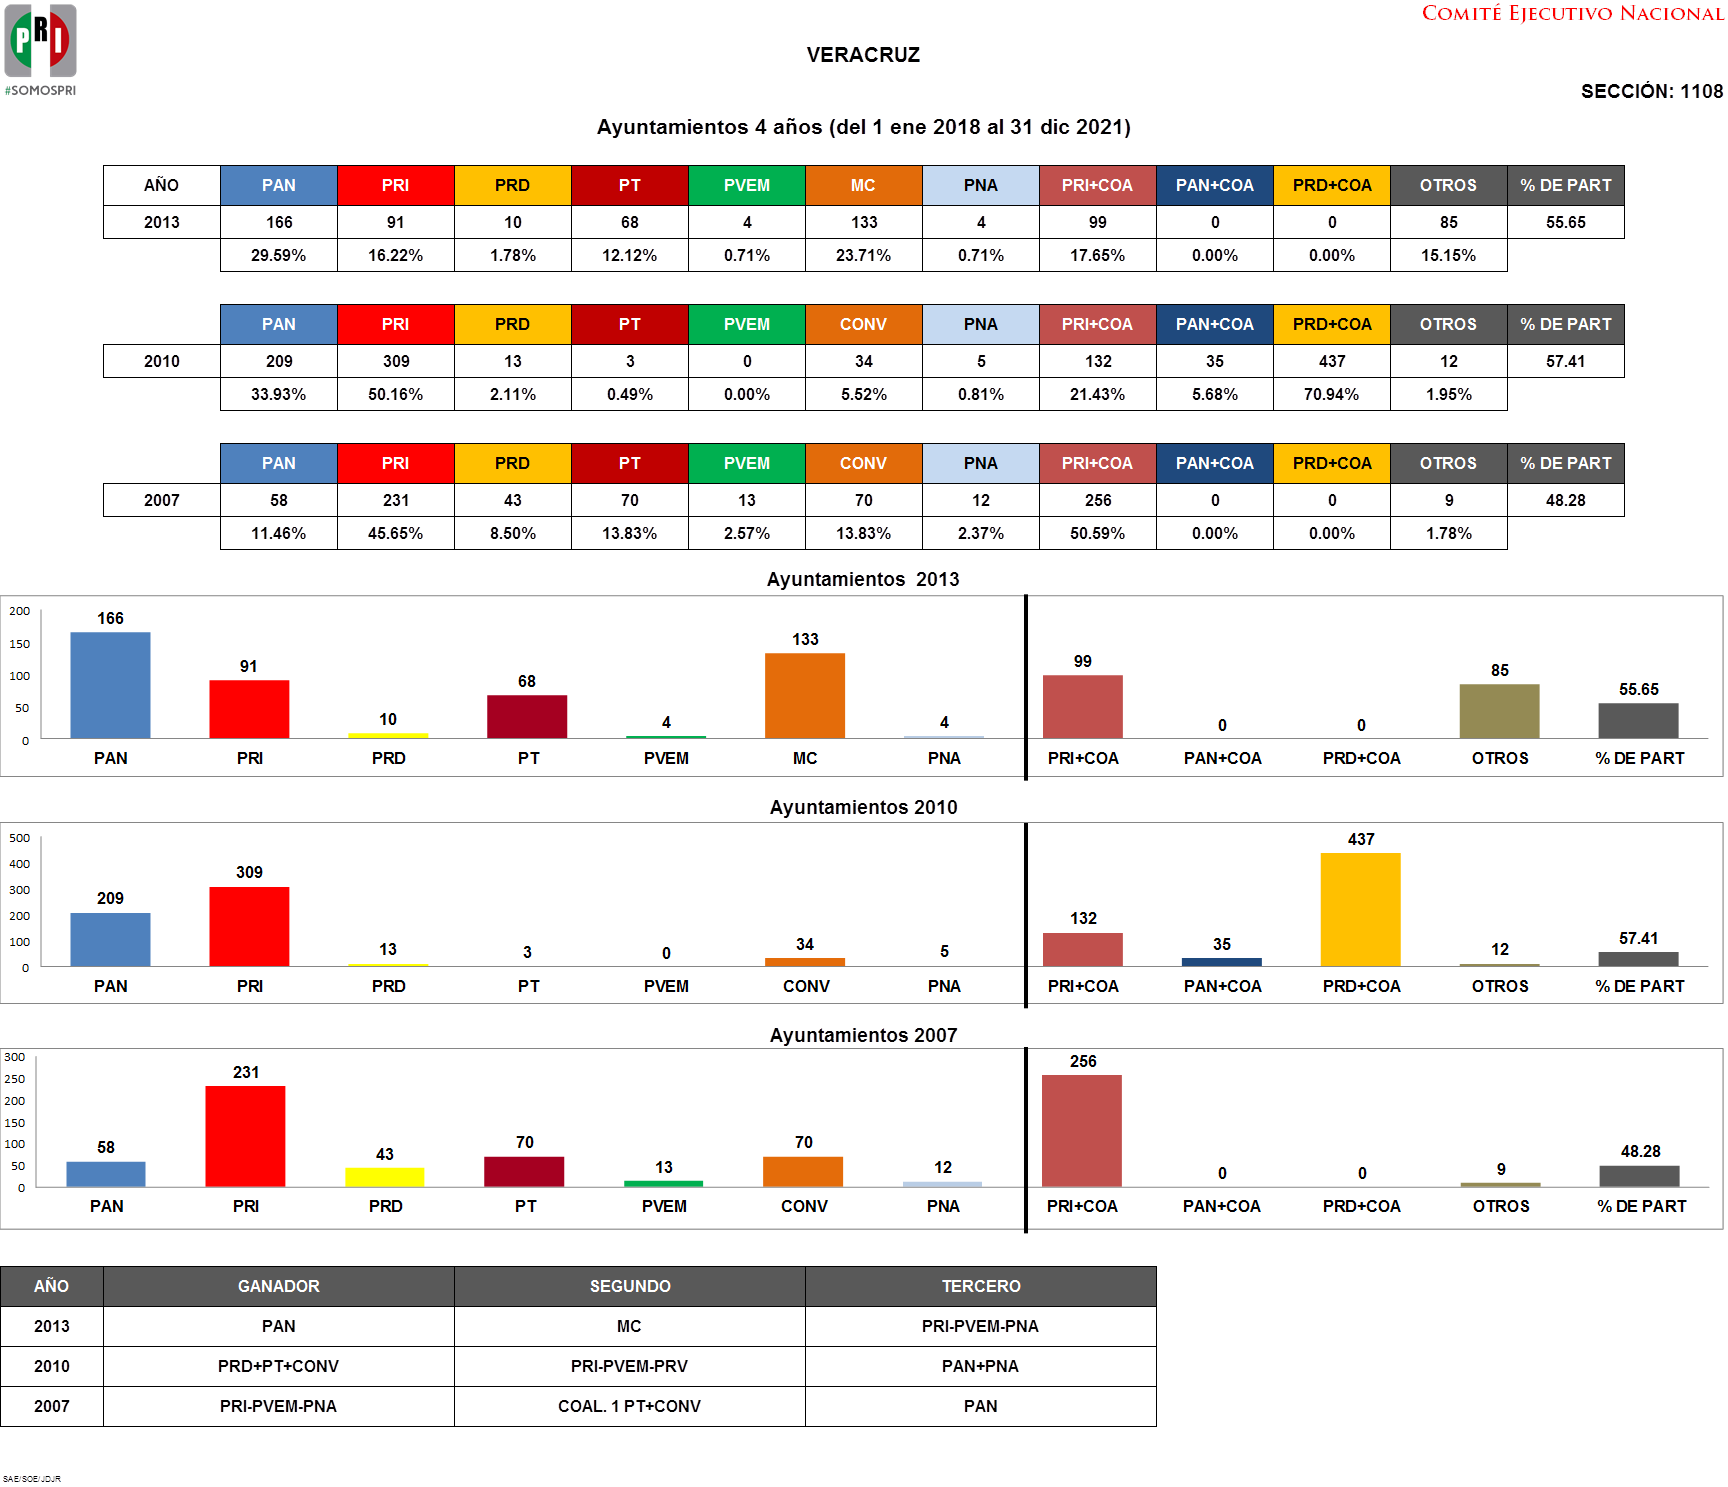 PRI
#SOMOSPRI
COMITÉ EJECUTIVO NACIONAL
VERACRUZ
SECCIÓN: 1108
Ayuntamientos 4 años (del 1 ene 2018 al 31 dic 2021)
AÑO PAN PRI PRD PT PVEM MC PNA PRI+COA PAN+COA PRD+COA OTROS % DE PART
2013 166 91 10 68 4 133 4 99 0 0 85 55.65
29.59% 16.22% 1.78% 12.12% 0.71% 23.71% 0.71% 17.65% 0.00% 0.00% 15.15%
PAN PRI PRD PT PVEM CONV PNA PRI+COA PAN+COA PRD+COA OTROS % DE PART
2010 209 309 13 3 0 34 5 132 35 437 12 57.41
33.93% 50.16% 2.11% 0.49% 0.00% 5.52% 0.81% 21.43% 5.68% 70.94% 1.95%
PAN PRI PRD PT PVEM CONV PNA PRI+COA PAN+COA PRD+COA OTROS % DE PART
2007 58 231 43 70 13 70 12 256 0 0 9 48.28
11.46% 45.65% 8.50% 13.83% 2.57% 13.83% 2.37% 50.59% 0.00% 0.00% 1.78%
Ayuntamientos 2013
200
150
100
50
0
166 91 10 68 4 133 4 99 0 0 85 55.65
PAN PRI PRD PT PVEM MC PNA PRI+COA PAN+COA PRD+COA OTROS % DE PART
Ayuntamientos 2010
500
400
300
200
100
0
209 309 13 3 0 34 5 132 35 437 12 57.41
PAN PRI PRD PT PVEM CONV PNA PRI+COA PAN+COA PRD+COA OTROS % DE PART
Ayuntamientos 2007
300
250
200
150
100
50
0
58 231 43 70 13 70 12 256 0 0 9 48.28
PAN PRI PRD PT PVEM CONV PNA PRI+COA PAN+COA PRD+COA OTROS % DE PART
AÑO GANADOR SEGUNDO TERCERO
2013 PAN MC PRI-PVEM-PNA
2010 PRD+PT+CONV PRI-PVEM-PRV PAN+PNA
2007 PRI-PVEM-PNA COAL. 1 PT+CONV PAN
SAE/SOE/JDJR